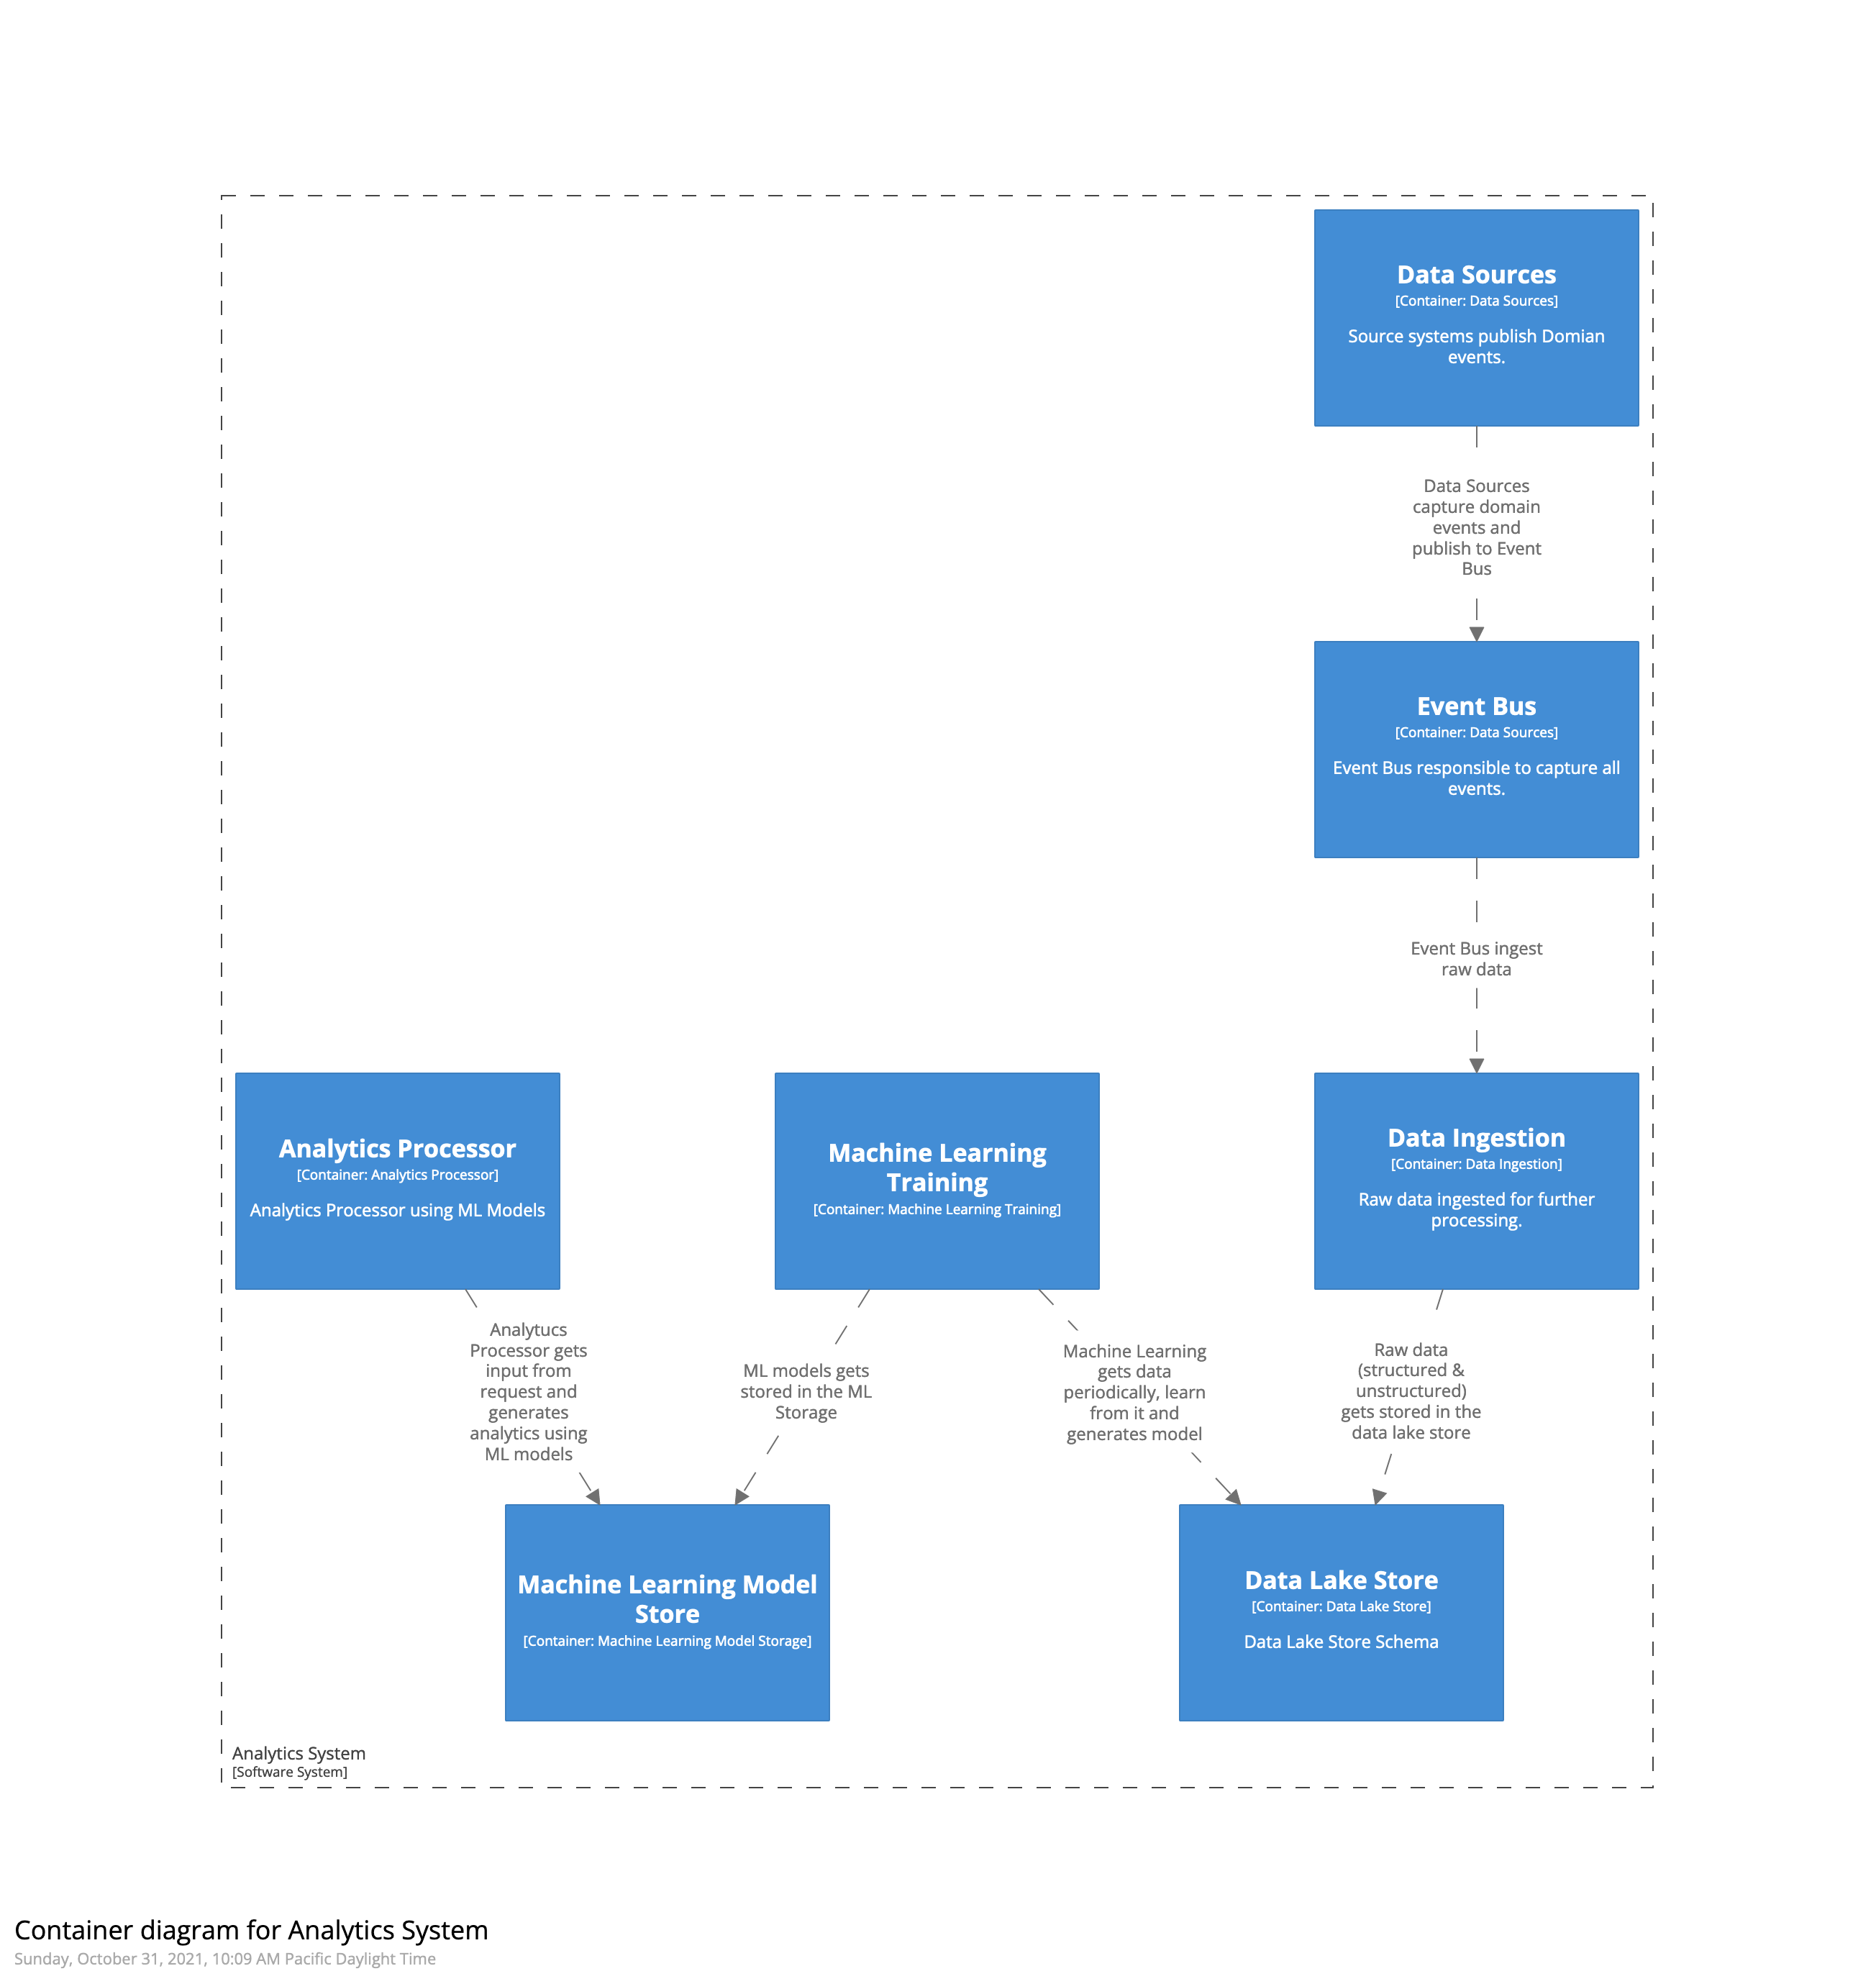 Data Sources
[Container: Data Sources]
Source systems publish Domian
events.
Data Sources
capture domain
events and
publish to Event
Bus
Event Bus
[Container: Data Sources]
Event Bus responsible to capture all
events.
Event Bus ingest
raw data
Analytics Processor
[Container: Analytics Processor]
Analytics Processor using ML Models
Machine Learning
Training
[Container: Machine Learning Training]
Data Ingestion
[Container: Data Ingestion]
Raw data ingested for further
processing.
Analytucs
Processor gets
input from
request and
generates
analytics using
ML models
ML models gets
stored in the ML
Storage
Machine Learning
gets data
periodically, learn
from it and
generates model
Raw data
(structured &
unstructured)
gets stored in the
data lake store
Machine Learning Model
Store
[Container: Machine Learning Model Storage]
Data Lake Store
[Container: Data Lake Store]
Data Lake Store Schema
Analytics System
[Software System]
Container diagram for Analytics System
Sunday, October 31, 2021, 10:09 AM Pacific Daylight Time